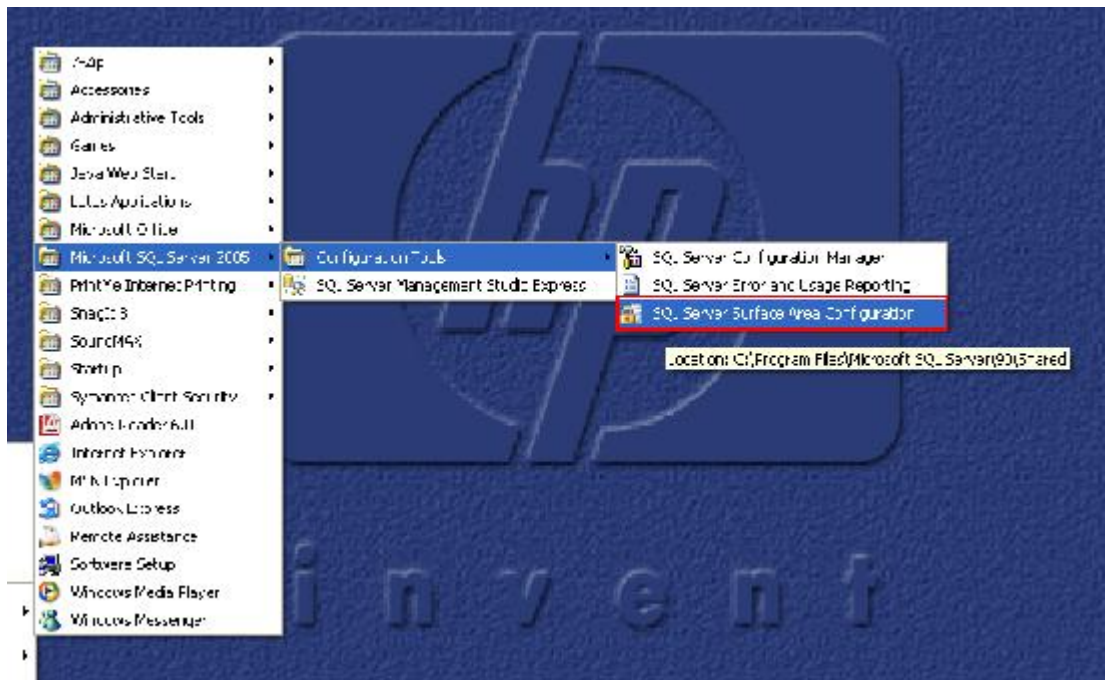 7-Zip
Accessories
Administrative Tools
Games
Java Web Start
Lotus Applications
Microsoft Office
Microsoft SQL Server 2005
PrintMe Internet Printing
SnagIt 8
SoundMAX
Startup
Symantec Client Security
Adobe Reader 6.0
Internet Explorer
MSN Explorer
Outlook Express
Remote Assistance
Software Setup
Windows Media Player
Windows Messenger
Configuration Tools
SQL Server Management Studio Express
SQL Server Configuration Manager
SQL Server Error and Usage Reporting
SQL Server Surface Area Configuration
Location: C:\Program Files\Microsoft SQL Server\90\Shared
hp
invent